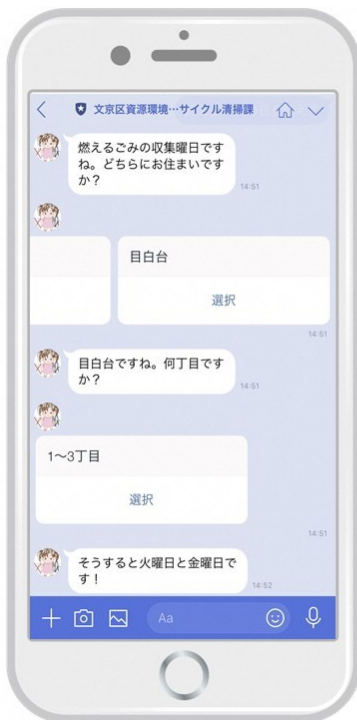 文京区資源環境…サイクル清掃課
燃えるごみの収集曜日です
ね。どちらにお住まいです
か？
14:51
目白台
選択
14:51
目白台ですね。何丁目です
か？
14:51
1〜3丁目
選択
14:51
そうすると火曜日と金曜日で
す！
14:52
Aa